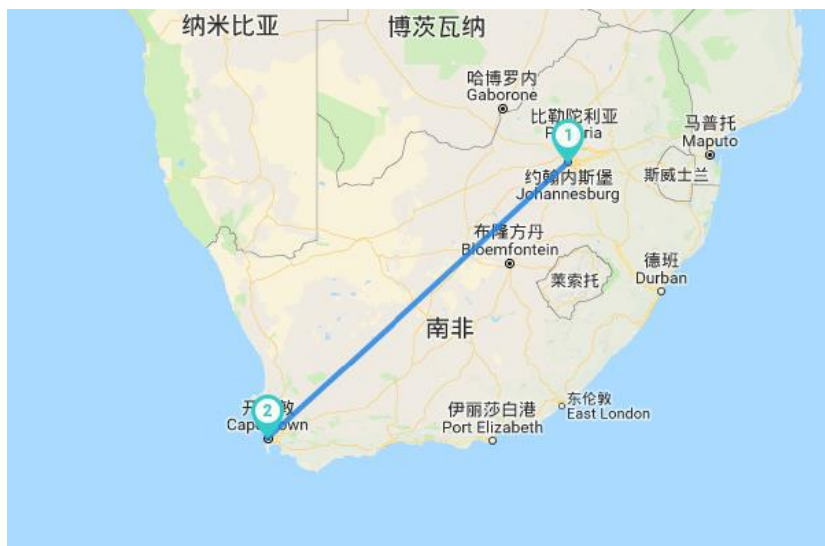 纳米比亚
博茨瓦纳
哈博罗内
Gaborone
比勒陀利亚
1
马普托
Maputo
约翰内斯堡
Johannesburg
斯威士兰
布隆方丹
Bloemfontein
德班
Durban
莱索托
南非
2
伊丽莎白港
Port Elizabeth
东伦敦
East London